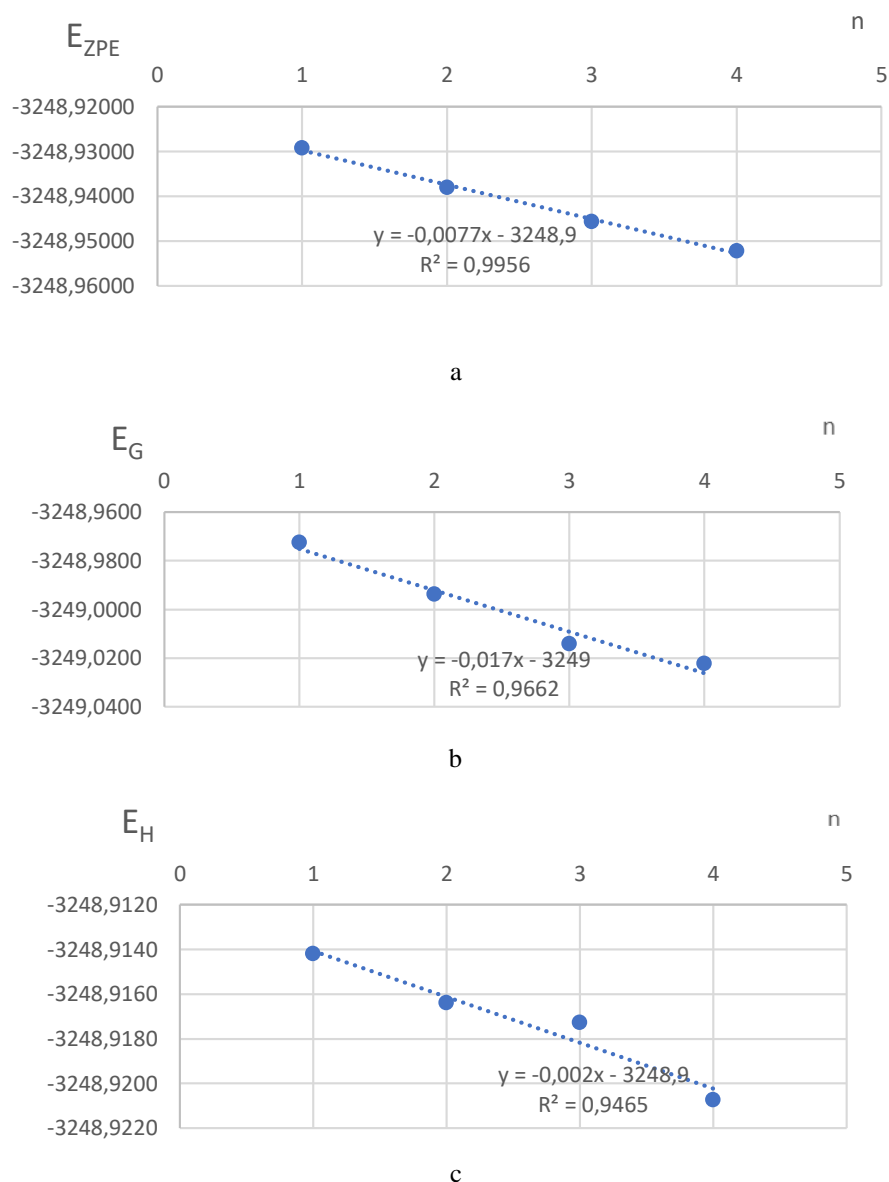 n
E_ZPE
0 1 2 3 4 5
-3248,92000
-3248,93000
-3248,94000
y = -0,0077x - 3248,9
-3248,95000
R² = 0,9956
-3248,96000
a
n
E_G
0 1 2 3 4 5
-3248,9600
-3248,9800
-3249,0000
-3249,0200
y = -0,017x - 3249
R² = 0,9662
-3249,0400
b
n
E_H
0 1 2 3 4 5
-3248,9120
-3248,9140
-3248,9160
-3248,9180
y = -0,002x - 3248,9
-3248,9200
R² = 0,9465
-3248,9220
c